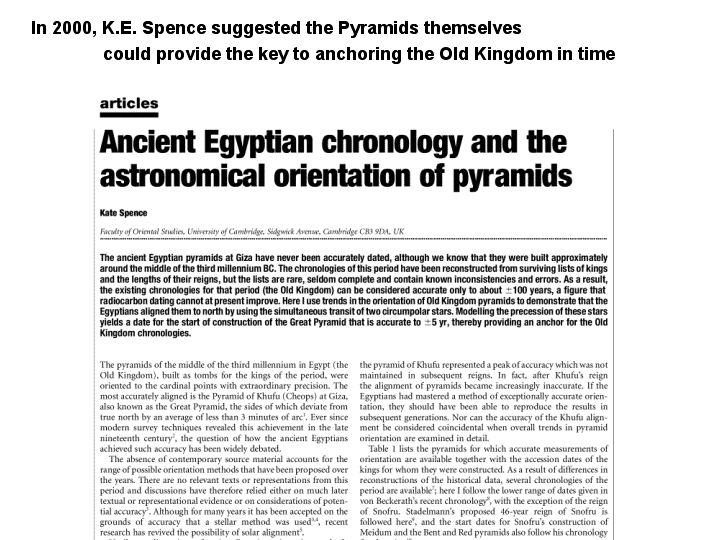 In 2000, K.E. Spence suggested the Pyramids themselves
could provide the key to anchoring the Old Kingdom in time
articles
Ancient Egyptian chronology and the
astronomical orientation of pyramids
Kate Spence
Faculty of Oriental Studies, University of Cambridge, Sidgwick Avenue, Cambridge CB3 9DA, UK
The ancient Egyptian pyramids at Giza have never been accurately dated, although we know that they were built approximately
around the middle of the third millennium BC. The chronologies of this period have been reconstructed from surviving lists of kings
and the lengths of their reigns, but the lists are rare, seldom complete and contain known inconsistencies and errors. As a result,
the existing chronologies for that period (the Old Kingdom) can be considered accurate only to about ±100 years, a figure that
radiocarbon dating cannot at present improve. Here I use trends in the orientation of Old Kingdom pyramids to demonstrate that the
Egyptians aligned them to north by using the simultaneous transit of two circumpolar stars. Modelling the precession of these stars
yields a date for the start of construction of the Great Pyramid that is accurate to ±5 yr, thereby providing an anchor for the Old
Kingdom chronologies.
The pyramids of the middle of the third millennium in Egypt (the
Old Kingdom), built as tombs for the kings of the period, were
oriented to the cardinal points with extraordinary precision. The
most accurately aligned is the Pyramid of Khufu (Cheops) at Giza,
also known as the Great Pyramid, the sides of which deviate from
true north by an average of less than 3 minutes of arc¹. Ever since
modern survey techniques revealed this achievement in the late
nineteenth century², the question of how the ancient Egyptians
achieved such accuracy has been widely debated.
The absence of contemporary source material accounts for the
range of possible orientation methods that have been proposed over
the years. There are no relevant texts or representations from this
period and discussions have therefore relied either on much later
textual or representational evidence or on considerations of poten-
tial accuracy³. Although for many years it has been accepted on the
grounds of accuracy that a stellar method was used³,⁴, recent
research has revived the possibility of solar alignment⁵.
the pyramid of Khufu represented a peak of accuracy which was not
maintained in subsequent reigns. In fact, after Khufu's reign
the alignment of pyramids became increasingly inaccurate. If the
Egyptians had mastered a method of exceptionally accurate orien-
tation, they should have been able to reproduce the results in
subsequent generations. Nor can the accuracy of the Khufu align-
ment be considered coincidental when overall trends in pyramid
orientation are examined in detail.
Table 1 lists the pyramids for which accurate measurements of
orientation are available together with the accession dates of the
kings for whom they were constructed. As a result of differences in
reconstructions of the historical data, several chronologies of the
period are available⁷; here I follow the lower range of dates given in
von Beckerath's recent chronology⁸, with the exception of the reign
of Snofru. Stadelmann's proposed 46-year reign of Snofru is
followed here⁹, and the start dates for Snofru's construction of
Meidum and the Bent and Red pyramids also follow his chronology